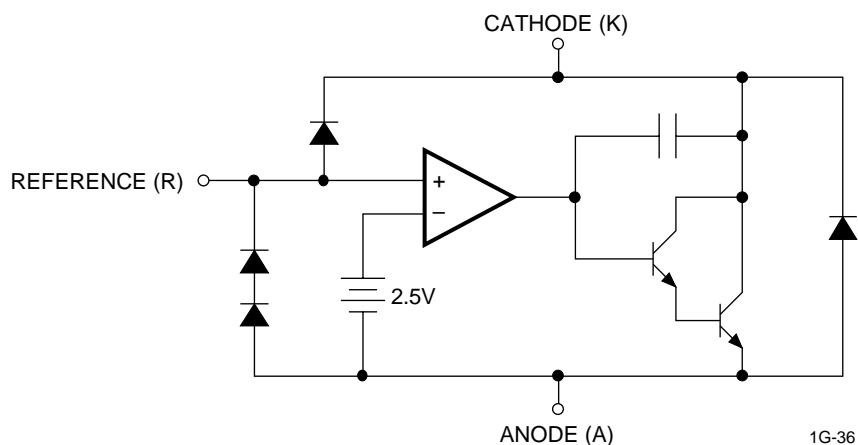 CATHODE (K)
REFERENCE (R)
+
−
2.5V
ANODE (A)
1G-36